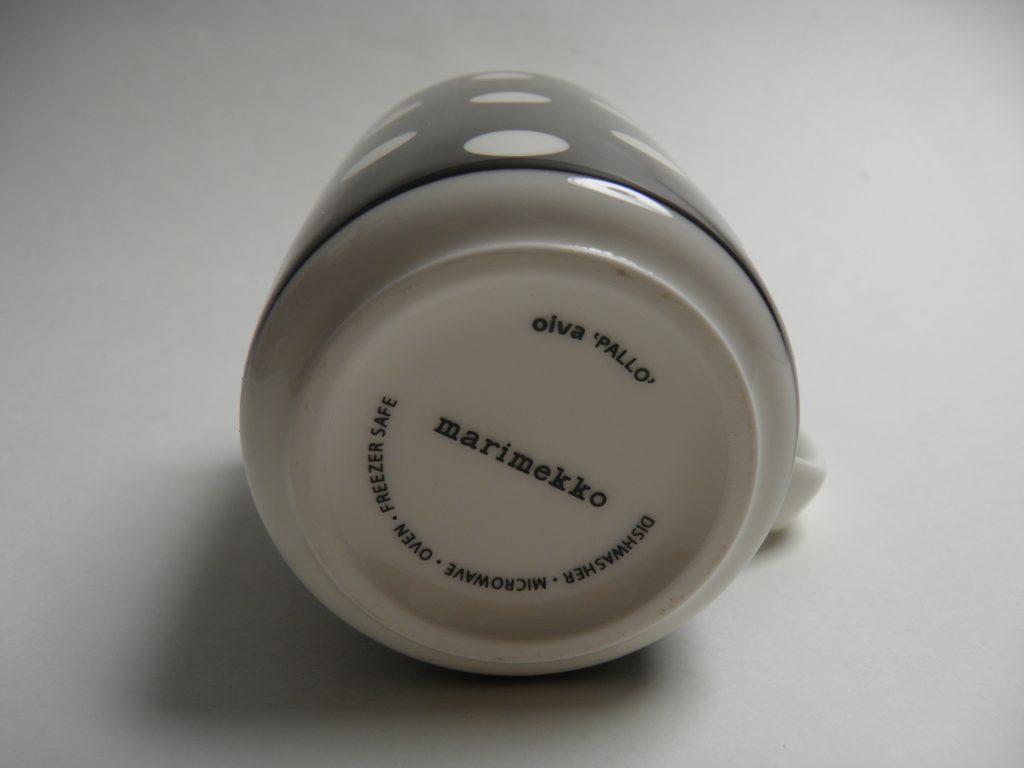 oiva ‘PALLO’
marimekko
DISHWASHER · MICROWAVE · OVEN · FREEZER SAFE